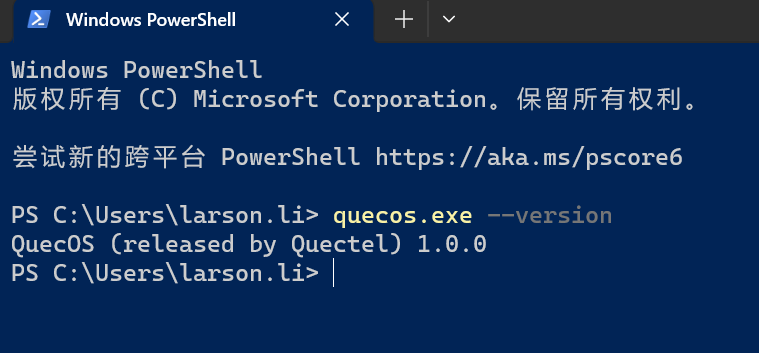 Windows PowerShell
Windows PowerShell
版权所有 (C) Microsoft Corporation。保留所有权利。
尝试新的跨平台 PowerShell https://aka.ms/pscore6
PS C:\Users\larson.li> quecos.exe --version
QuecOS (released by Quectel) 1.0.0
PS C:\Users\larson.li>